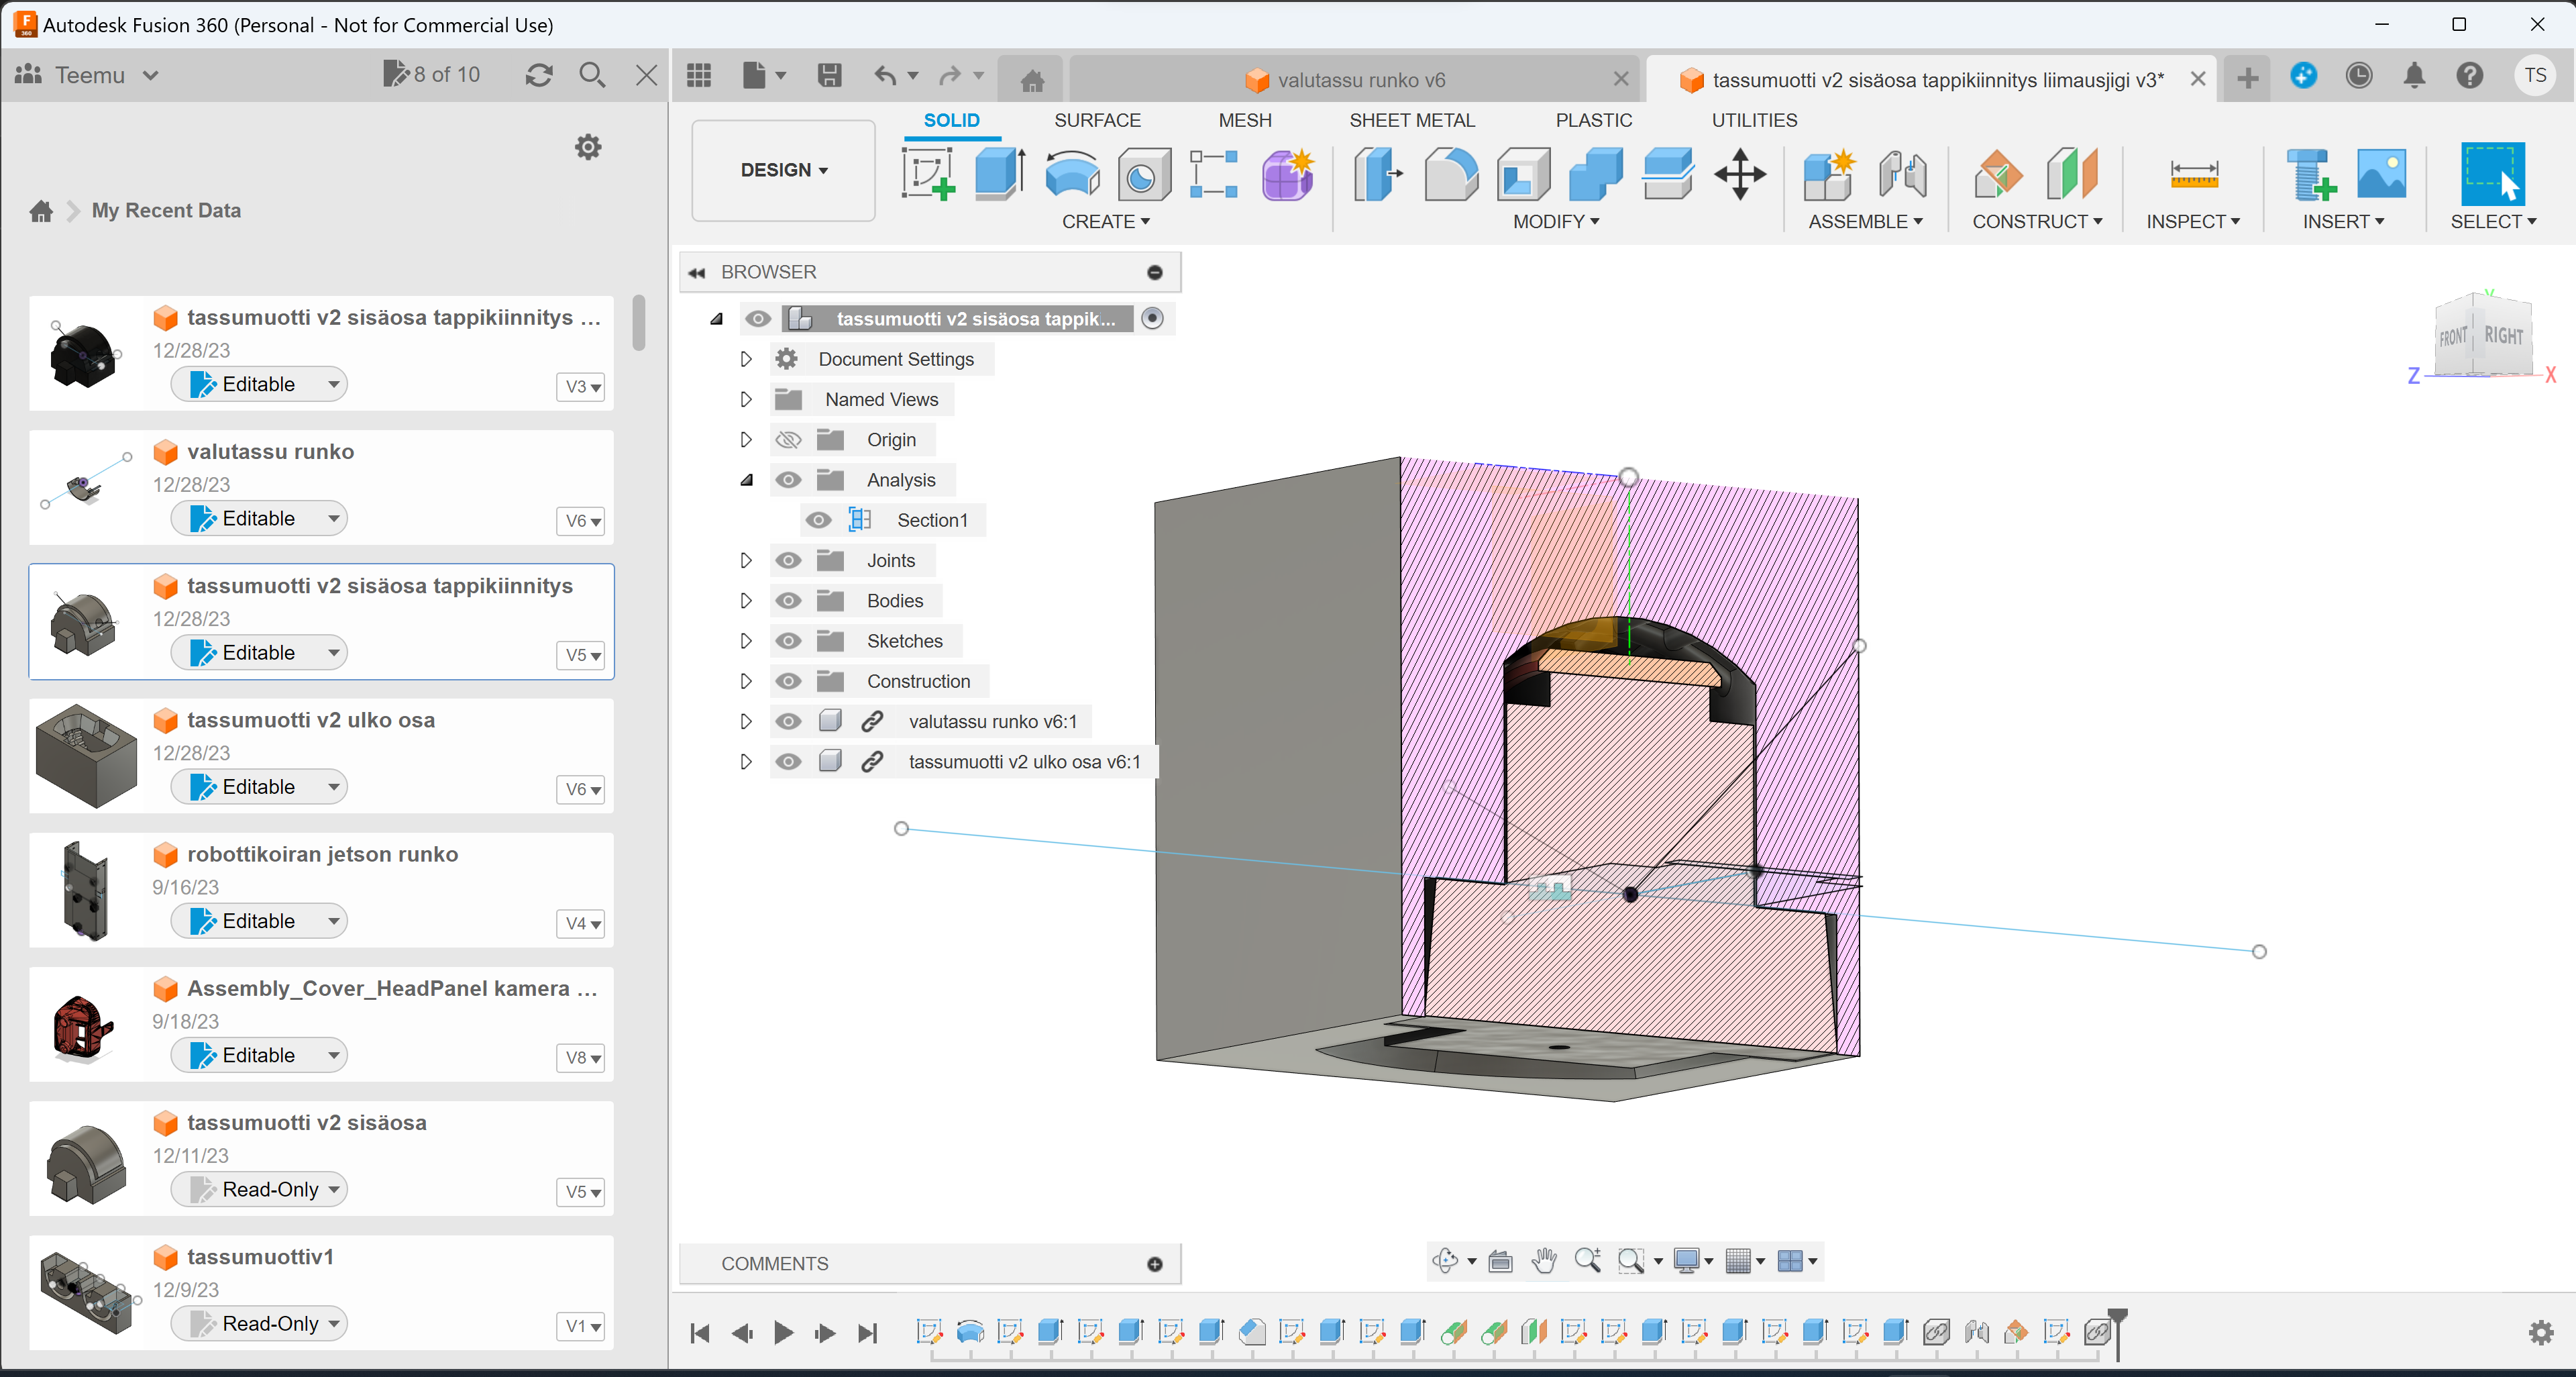 Autodesk Fusion 360 (Personal - Not for Commercial Use)
Teemu
8 of 10
valutassu runko v6
tassumuotti v2 sisäosa tappikiinnitys liimausjigi v3*
TS
SOLID
SURFACE
MESH
SHEET METAL
PLASTIC
UTILITIES
DESIGN
CREATE
MODIFY
ASSEMBLE
CONSTRUCT
INSPECT
INSERT
SELECT
My Recent Data
tassumuotti v2 sisäosa tappikiinnitys ...
12/28/23
Editable
V3
valutassu runko
12/28/23
Editable
V6
tassumuotti v2 sisäosa tappikiinnitys
12/28/23
Editable
V5
tassumuotti v2 ulko osa
12/28/23
Editable
V6
robottikoiran jetson runko
9/16/23
Editable
V4
Assembly_Cover_HeadPanel kamera ...
9/18/23
Editable
V8
tassumuotti v2 sisäosa
12/11/23
Read-Only
V5
tassumuottiv1
12/9/23
Read-Only
V1
BROWSER
tassumuotti v2 sisäosa tappik...
Document Settings
Named Views
Origin
Analysis
Section1
Joints
Bodies
Sketches
Construction
valutassu runko v6:1
tassumuotti v2 ulko osa v6:1
Y
FRONT
RIGHT
Z
X
COMMENTS